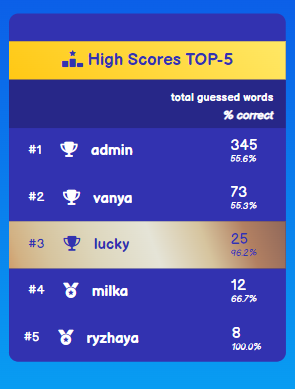 High Scores TOP-5
total guessed words
% correct
#1 admin 345
55.6%
#2 vanya 73
55.3%
#3 lucky 25
96.2%
#4 milka 12
66.7%
#5 ryzhaya 8
100.0%